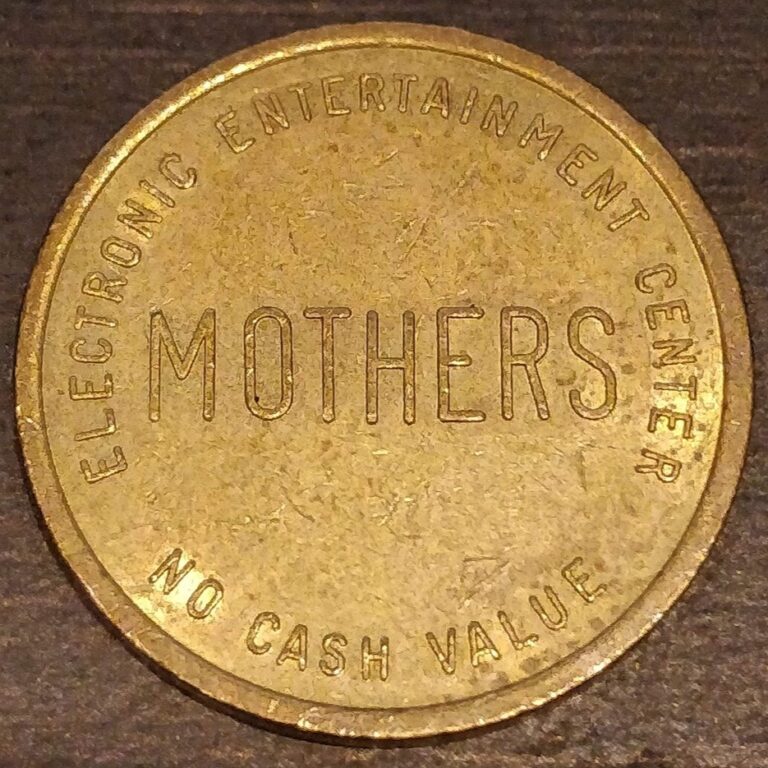 ELECTRONIC ENTERTAINMENT CENTER
MOTHERS
NO CASH VALUE